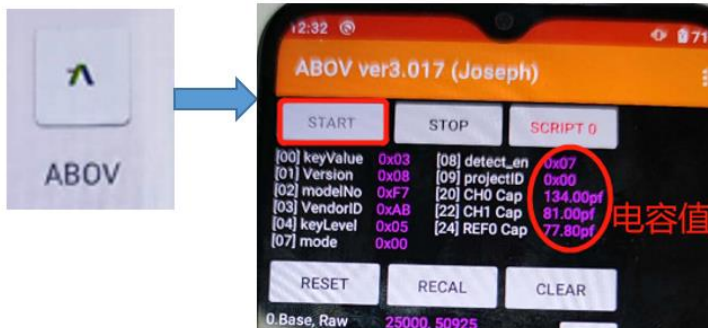 ABOV
12:32
71
ABOV ver3.017 (Joseph)
START STOP SCRIPT 0
[00] keyValue 0x03 [08] detect_en 0x07
[01] Version 0x08 [09] projectID 0x00
[02] modelNo 0xF7 [20] CH0 Cap 134.00pf
[03] VendorID 0xAB [22] CH1 Cap 81.00pf
[04] keyLevel 0x05 [24] REF0 Cap 77.80pf
[07] mode 0x00
电容值
RESET RECAL CLEAR
0.Base, Raw 25000, 50925